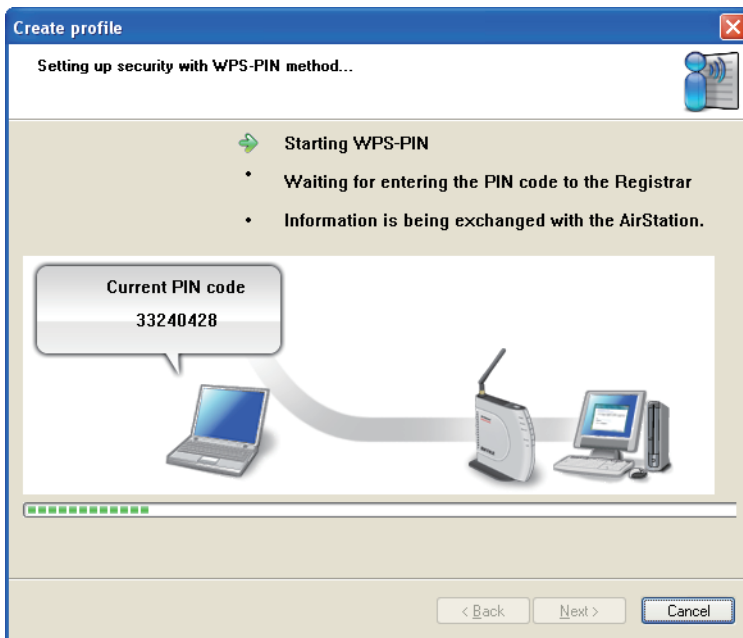 Create profile
Setting up security with WPS-PIN method...
Starting WPS-PIN
• Waiting for entering the PIN code to the Registrar
• Information is being exchanged with the AirStation.
Current PIN code
33240428
< Back Next > Cancel